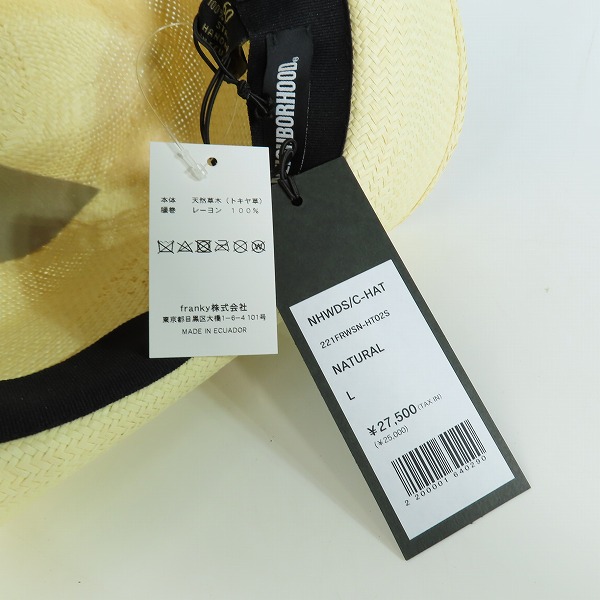 NEIGHBORHOOD®
本体 天然草木（トキヤ草）
腰巻 レーヨン 100%
franky株式会社
東京都目黒区大橋1-6-4101号
MADE IN ECUADOR
NHWDS/C-HAT
221FRWSN-HT02S
NATURAL
L
￥27,500(TAX IN)
(￥25,000)
2 200001 640290